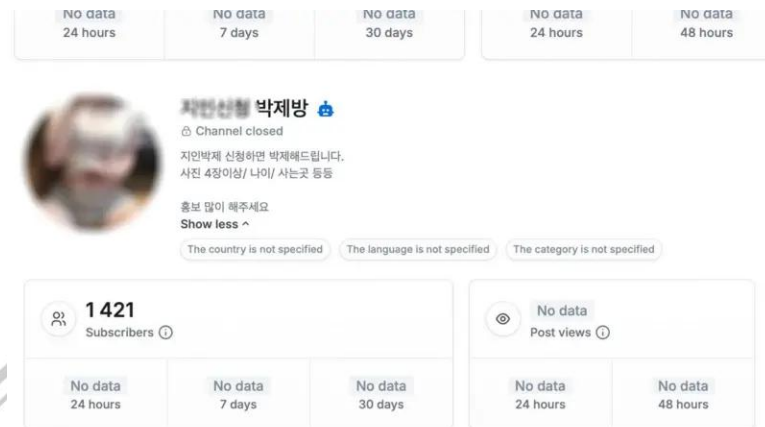 No data
No data
No data
No data
No data
24 hours
7 days
30 days
24 hours
48 hours
박제방
Channel closed
지인박제 신청하면 박제해드립니다.
사진 4장이상/ 나이/ 사는곳 등등
홍보 많이 해주세요
Show less
The country is not specified
The language is not specified
The category is not specified
1 421
Subscribers
No data
Post views
No data
No data
No data
No data
No data
24 hours
7 days
30 days
24 hours
48 hours